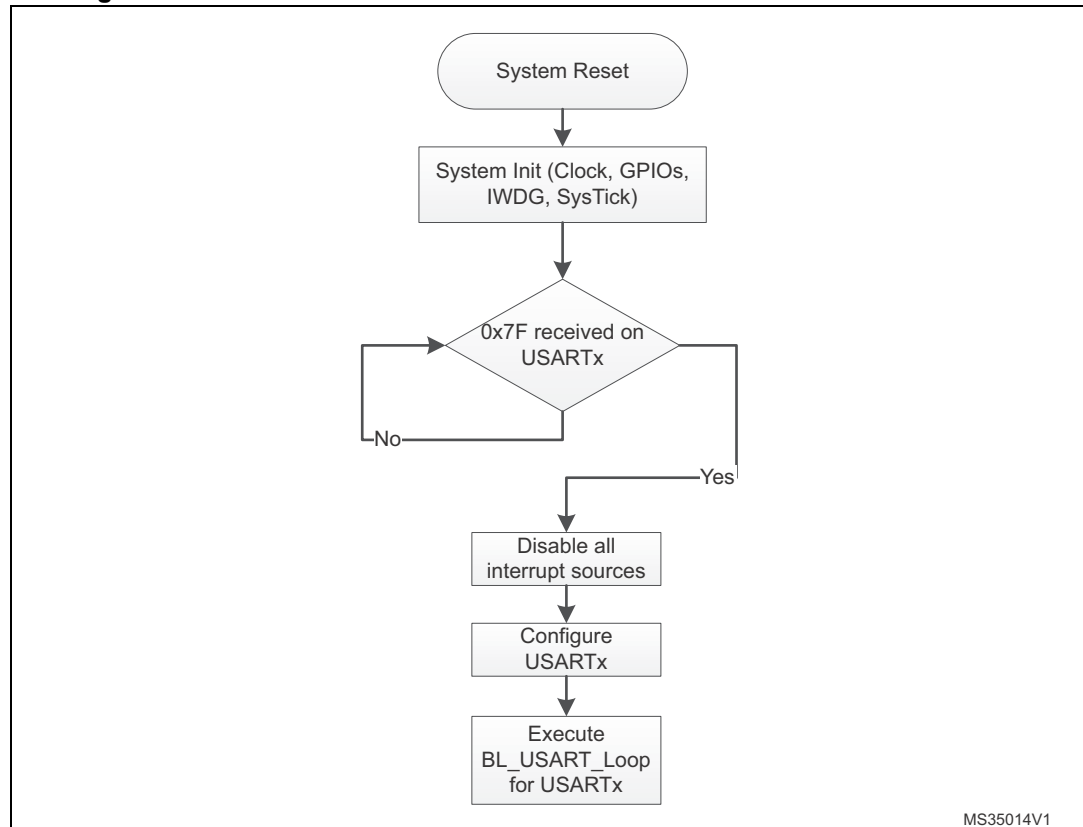 System Reset
System Init (Clock, GPIOs,
IWDG, SysTick)
0x7F received on
USARTx
No
Yes
Disable all
interrupt sources
Configure
USARTx
Execute
BL_USART_Loop
for USARTx
MS35014V1